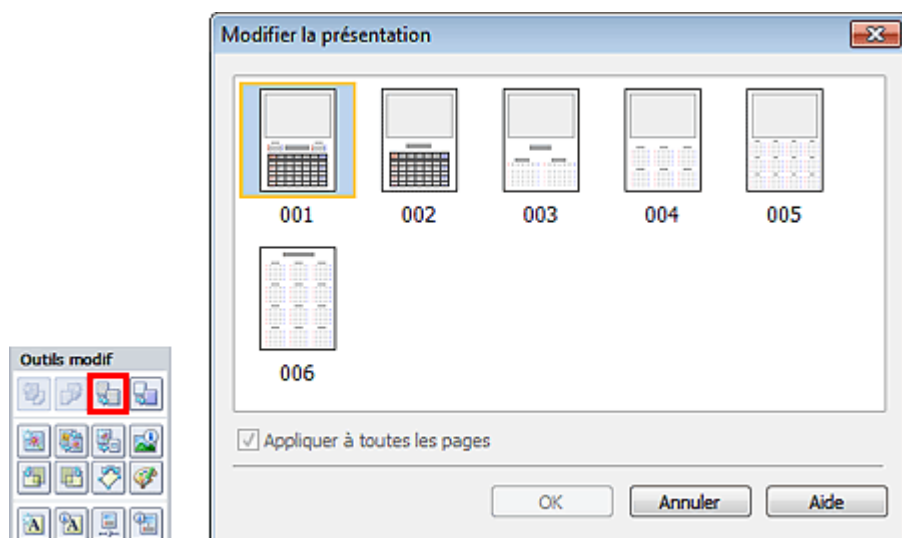 Modifier la présentation
001 002 003 004 005
006
Appliquer à toutes les pages
OK Annuler Aide
Outils modif